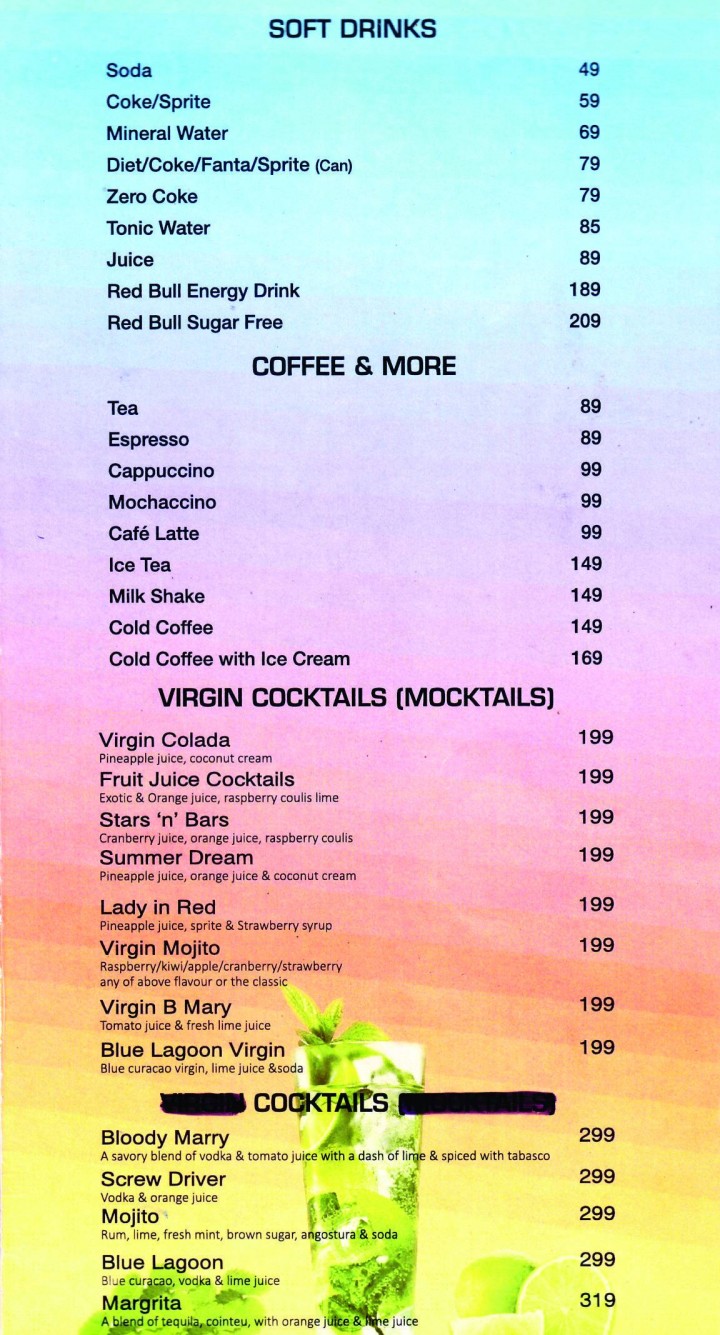 SOFT DRINKS
Soda 49
Coke/Sprite 59
Mineral Water 69
Diet/Coke/Fanta/Sprite (Can) 79
Zero Coke 79
Tonic Water 85
Juice 89
Red Bull Energy Drink 189
Red Bull Sugar Free 209
COFFEE & MORE
Tea 89
Espresso 89
Cappuccino 99
Mochaccino 99
Café Latte 99
Ice Tea 149
Milk Shake 149
Cold Coffee 149
Cold Coffee with Ice Cream 169
VIRGIN COCKTAILS (MOCKTAILS)
Virgin Colada 199
Pineapple juice, coconut cream
Fruit Juice Cocktails 199
Exotic & Orange juice, raspberry coulis lime
Stars ‘n’ Bars 199
Cranberry juice, orange juice, raspberry coulis
Summer Dream 199
Pineapple juice, orange juice & coconut cream
Lady in Red 199
Pineapple juice, sprite & Strawberry syrup
Virgin Mojito 199
Raspberry/kiwi/apple/cranberry/strawberry
any of above flavour or the classic
Virgin B Mary 199
Tomato juice & fresh lime juice
Blue Lagoon Virgin 199
Blue curacao virgin, lime juice &soda
COCKTAILS
Bloody Marry 299
A savory blend of vodka & tomato juice with a dash of lime & spiced with tabasco
Screw Driver 299
Vodka & orange juice
Mojito 299
Rum, lime, fresh mint, brown sugar, angostura & soda
Blue Lagoon 299
Blue curacao, vodka & lime juice
Margrita 319
A blend of tequila, cointeu, with orange juice & lime juice